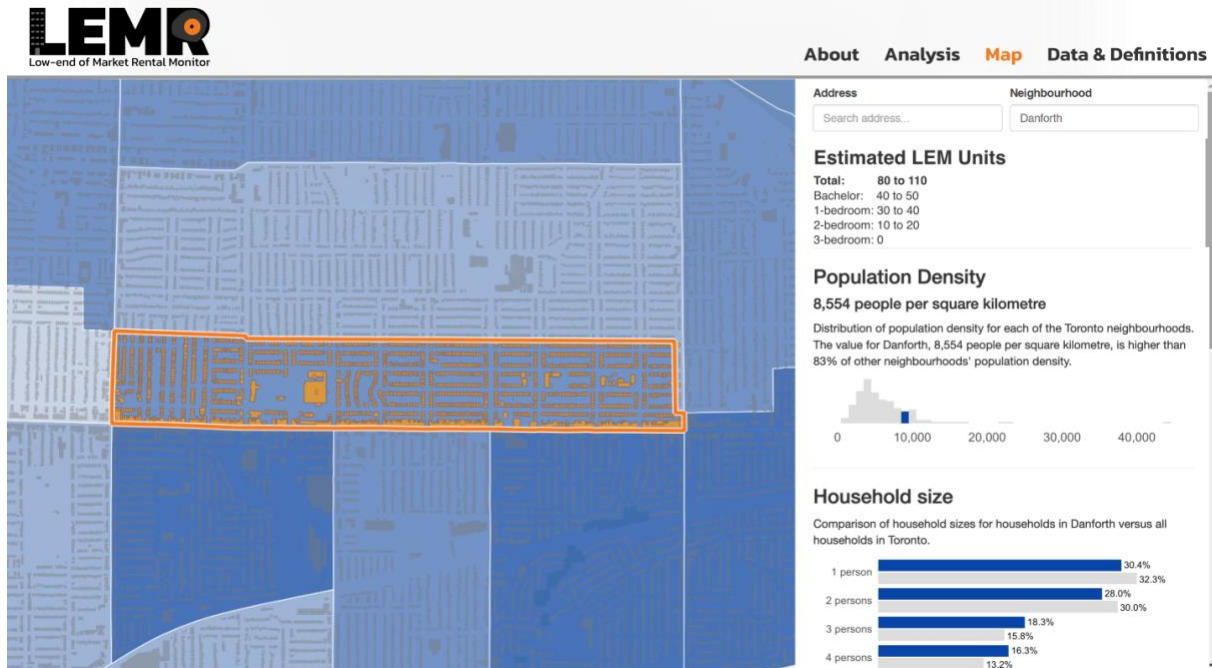 LEMR
Low-end of Market Rental Monitor
About Analysis Map Data & Definitions
Address Neighbourhood
Search address... Danforth
Estimated LEM Units
Total: 80 to 110
Bachelor: 40 to 50
1-bedroom: 30 to 40
2-bedroom: 10 to 20
3-bedroom: 0
Population Density
8,554 people per square kilometre
Distribution of population density for each of the Toronto neighbourhoods.
The value for Danforth, 8,554 people per square kilometre, is higher than
83% of other neighbourhoods' population density.
0 10,000 20,000 30,000 40,000
Household size
Comparison of household sizes for households in Danforth versus all
households in Toronto.
1 person 30.4%
32.3%
2 persons 28.0%
30.0%
3 persons 18.3%
15.8%
4 persons 16.3%
13.2%